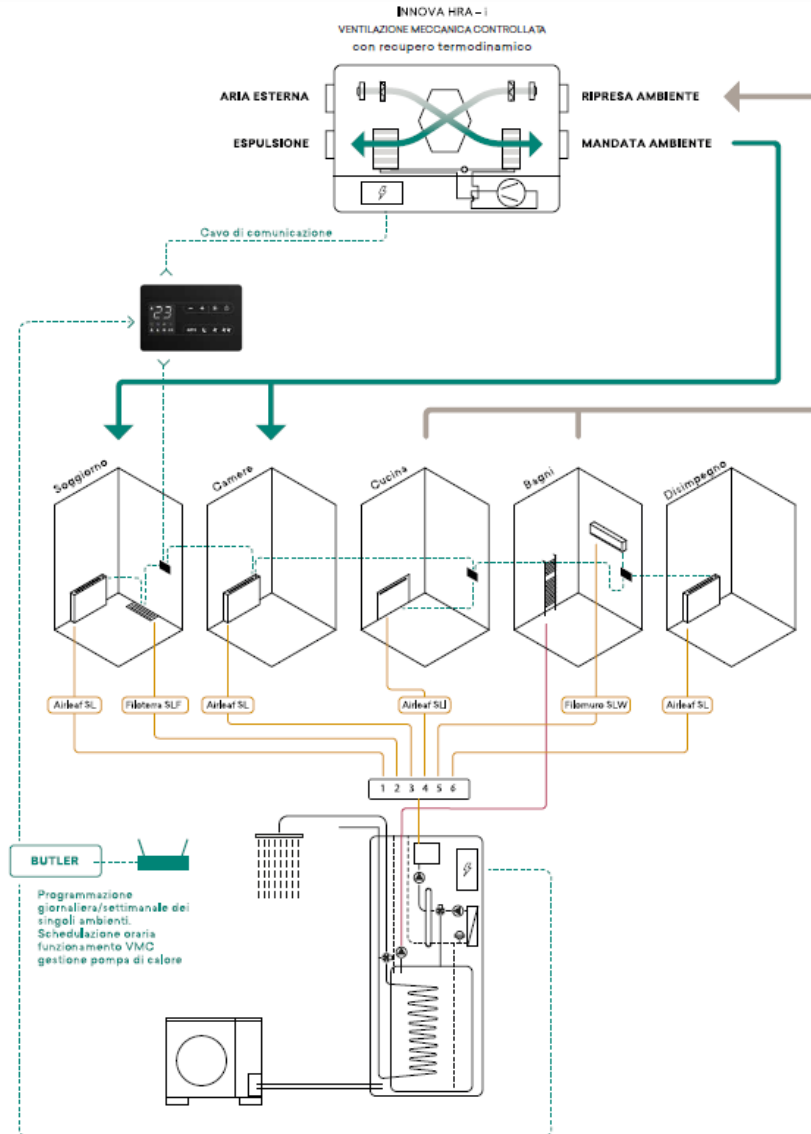 INNOVA HRA – i
VENTILAZIONE MECCANICA CONTROLLATA
con recupero termodinamico
ARIA ESTERNA
RIPRESA AMBIENTE
ESPULSIONE
MANDATA AMBIENTE
Cavo di comunicazione
23
Soggiorno
Camere
Cucina
Bagni
Disimpegno
Airleaf SL
Filoterra SLF
Airleaf SL
Airleaf SLI
Filomuro SLW
Airleaf SL
1 2 3 4 5 6
BUTLER
Programmazione
giornaliera/settimanale dei
singoli ambienti.
Schedulazione oraria
funzionamento VMC
gestione pompa di calore